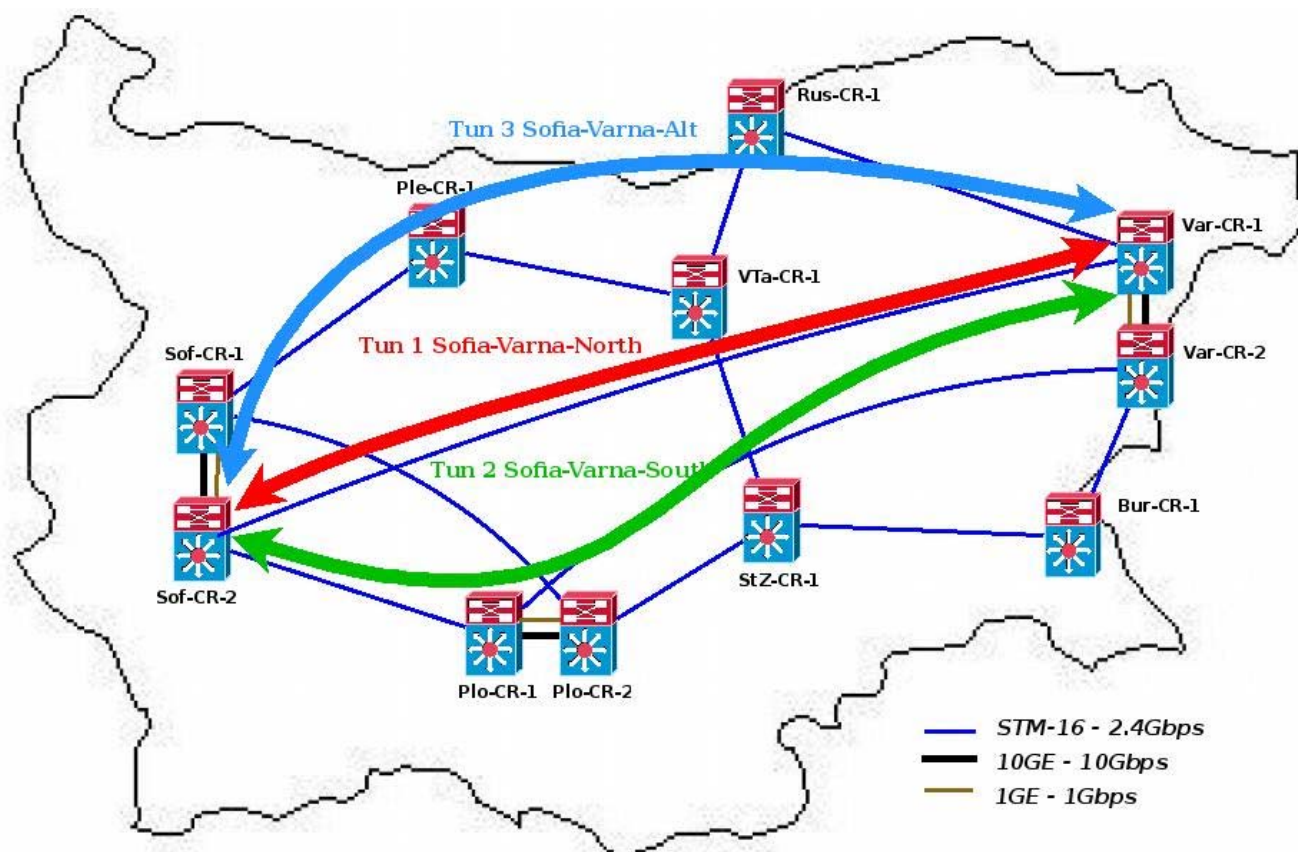 Rus-CR-1
Tun 3 Sofia-Varna-Alt
Ple-CR-1
Var-CR-1
VTa-CR-1
Tun 1 Sofia-Varna-North
Sof-CR-1
Var-CR-2
Tun 2 Sofia-Varna-South
Bur-CR-1
StZ-CR-1
Sof-CR-2
Plo-CR-1
Plo-CR-2
STM-16 - 2.4Gbps
10GE - 10Gbps
1GE - 1Gbps